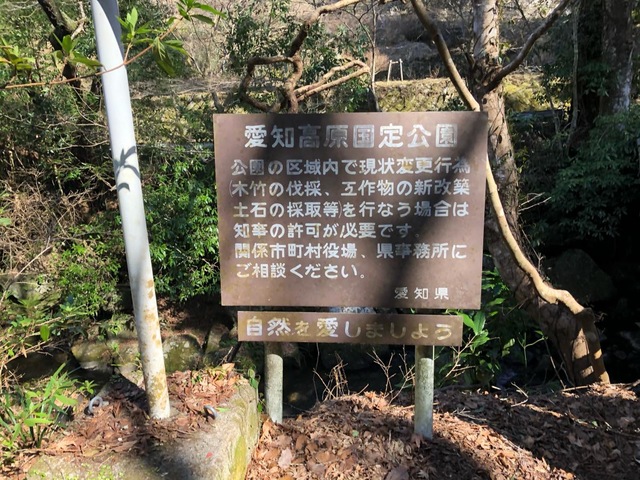 愛知高原国定公園
公園の区域内で現状変更行為
(木竹の伐採、工作物の新改築
土石の採取等)を行なう場合は
知事の許可が必要です。
関係市町村役場、県事務所に
ご相談ください。
愛知県
自然を愛しましょう